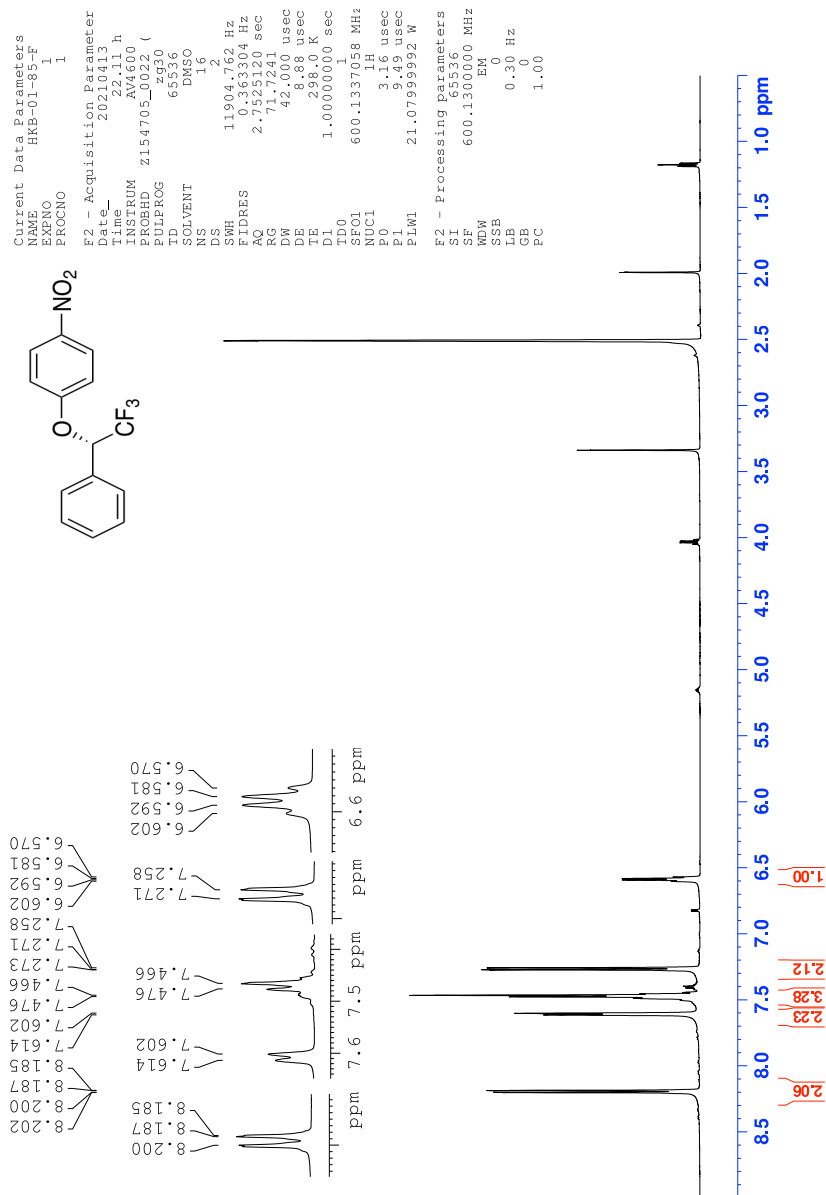 Current Data Parameters
NAME HKB-01-85-F
EXPNO 1
PROCNO 1
F2 - Acquisition Parameter
Date_ 20210413
Time 22.11 h
INSTRUM AV4600
PROBHD Z154705_0022 (
PULPROG zg30
TD 65536
SOLVENT DMSO
NS 16
DS 2
SWH 11904.762 Hz
FIDRES 0.363304 Hz
AQ 2.7525120 sec
RG 71.7241
DW 42.000 usec
DE 8.88 usec
TE 298.0 K
D1 1.00000000 sec
TD0 1
SFO1 600.1337058 MHz
NUC1 1H
P0 3.16 usec
P1 9.49 usec
PLW1 21.07999992 W
F2 - Processing parameters
SI 65536
SF 600.1300000 MHz
WDW EM
SSB 0
LB 0.30 Hz
GB 0
PC 1.00
O
NO2
CF3
8.202
8.200
8.187
8.185
7.614
7.602
7.476
7.466
7.273
7.271
7.258
6.602
6.592
6.581
6.570
8.200
8.187
8.185
ppm
7.614
7.602
7.6
7.476
7.466
7.5 ppm
7.271
7.258
ppm
6.602
6.592
6.581
6.570
6.6 ppm
8.5 8.0 7.5 7.0 6.5 6.0 5.5 5.0 4.5 4.0 3.5 3.0 2.5 2.0 1.5 1.0 ppm
2.06
2.23
3.28
2.12
1.00